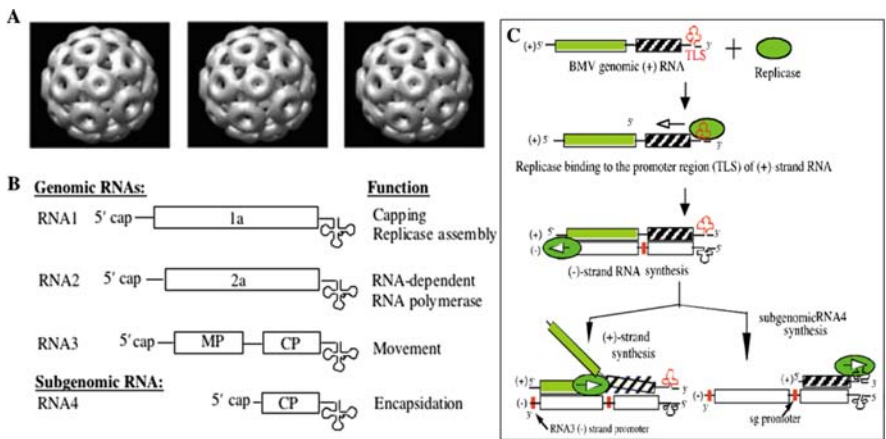 A
B
Genomic RNAs:
Function
RNA1
5' cap
1a
Capping
Replicase assembly
RNA2
5' cap
2a
RNA-dependent
RNA polymerase
RNA3
5' cap
MP
CP
Movement
Subgenomic RNA:
RNA4
5' cap
CP
Encapsidation
C
(+)5'
TLS
3'
+
BMV genomic (+) RNA
Replicase
5'
(+)5'
3'
Replicase binding to the promoter region (TLS) of (+)-strand RNA
(+) 5'
3'
(-)
5'
(-)-strand RNA synthesis
(+)-strand
synthesis
subgenomicRNA4
synthesis
(+)5'
3'
(-)
3'
5'
RNA3 (-) strand promoter
(+)5'
3'
(-)
3'
5'
sg promoter